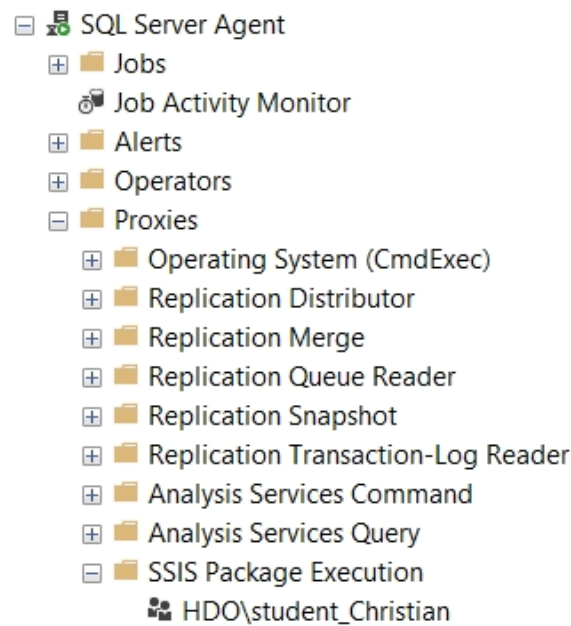 SQL Server Agent
Jobs
Job Activity Monitor
Alerts
Operators
Proxies
Operating System (CmdExec)
Replication Distributor
Replication Merge
Replication Queue Reader
Replication Snapshot
Replication Transaction-Log Reader
Analysis Services Command
Analysis Services Query
SSIS Package Execution
HDO\student_Christian